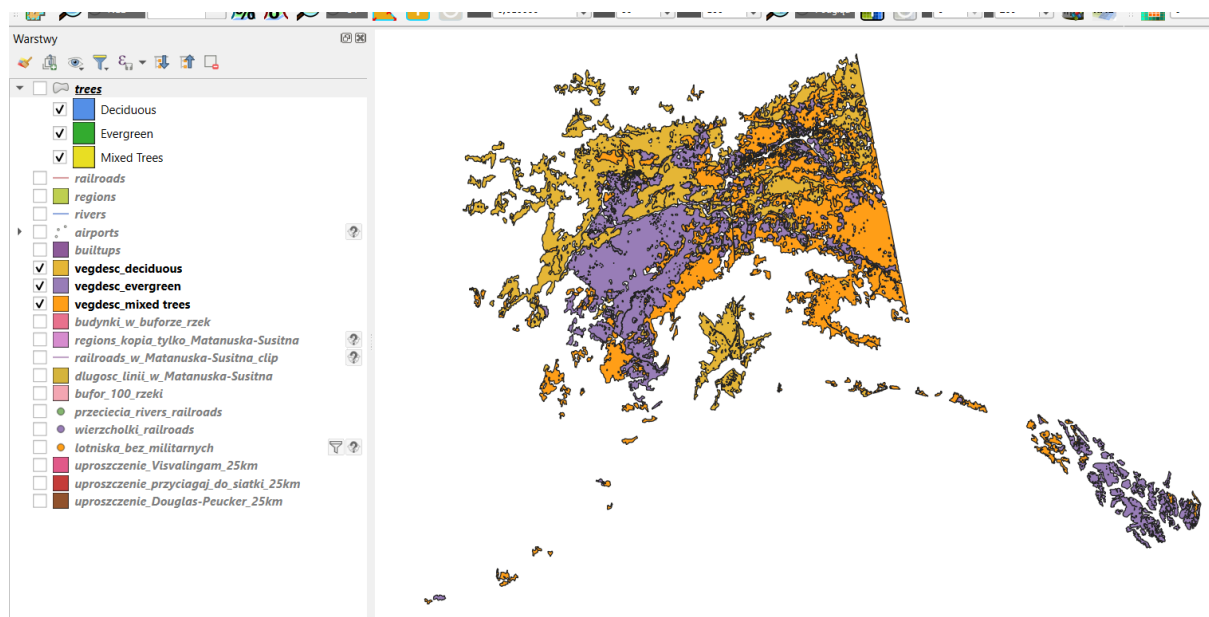 Warstwy
trees
Deciduous
Evergreen
Mixed Trees
railroads
regions
rivers
airports
builtups
vegdesc_deciduous
vegdesc_evergreen
vegdesc_mixed trees
budynki_w_buforze_rzek
regions_kopia_tylko_Matanuska-Susitna
railroads_w_Matanuska-Susitna_clip
dlugosc_linii_w_Matanuska-Susitna
bufor_100_rzeki
przeciecia_rivers_railroads
wierzcholki_railroads
lotniska_bez_militarnych
uproszczenie_Visvalingam_25km
uproszczenie_przyciagaj_do_siatki_25km
uproszczenie_Douglas-Peucker_25km